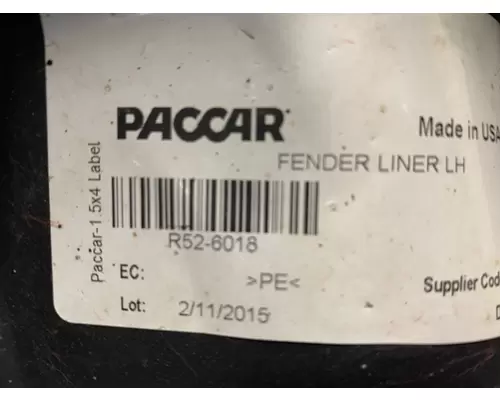 PACCAR
Made in USA
FENDER LINER LH
Paccar-1.5x4 Label
R52-6018
EC:
>PE<
Supplier Cod
Lot: 2/11/2015